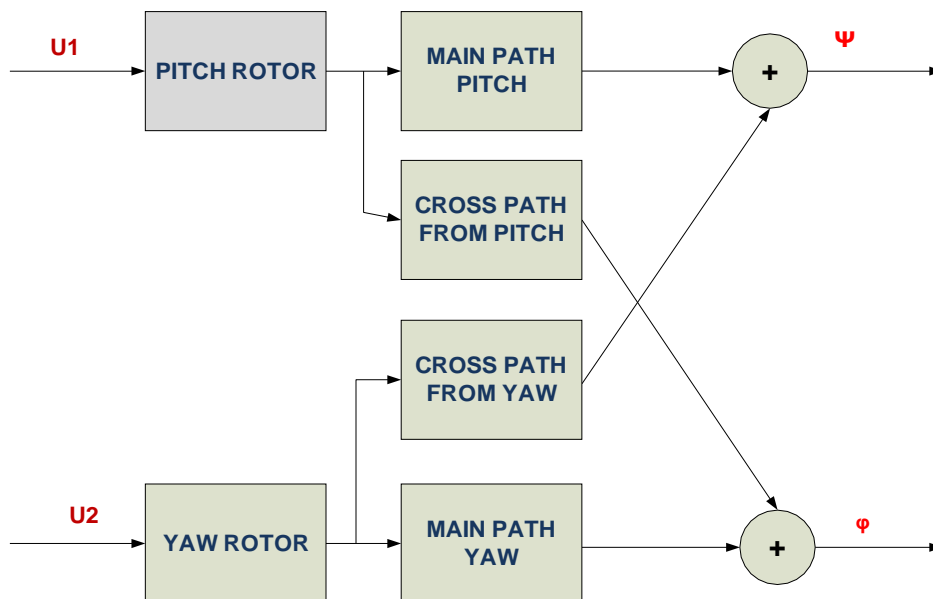 U1
PITCH ROTOR
MAIN PATH
PITCH
+
Ψ
CROSS PATH
FROM PITCH
CROSS PATH
FROM YAW
U2
YAW ROTOR
MAIN PATH
YAW
+
φ